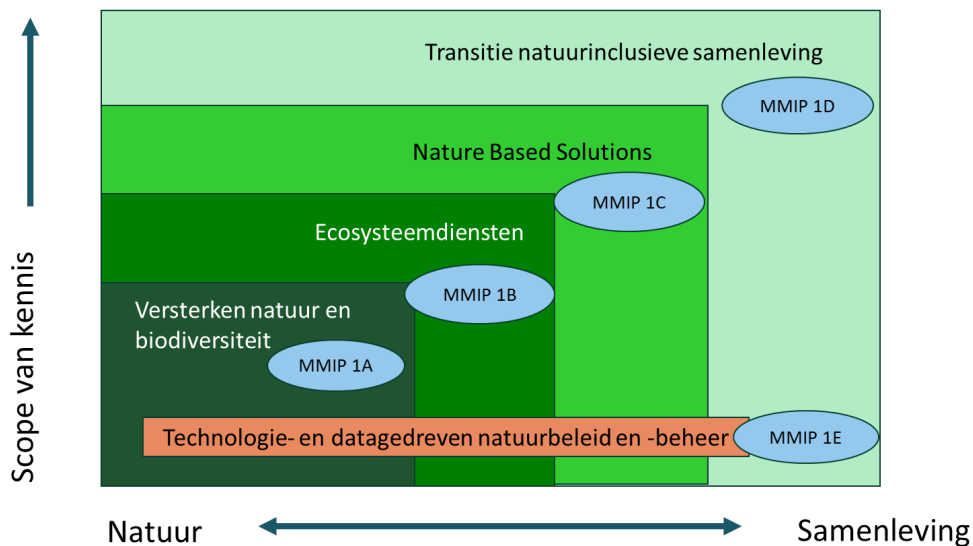 Transitie natuurinclusieve samenleving
MMIP 1D
Nature Based Solutions
MMIP 1C
Ecosysteemdiensten
MMIP 1B
Versterken natuur en
biodiversiteit
MMIP 1A
Technologie- en datagedreven natuurbeleid en -beheer
MMIP 1E
Scope van kennis
Natuur
Samenleving